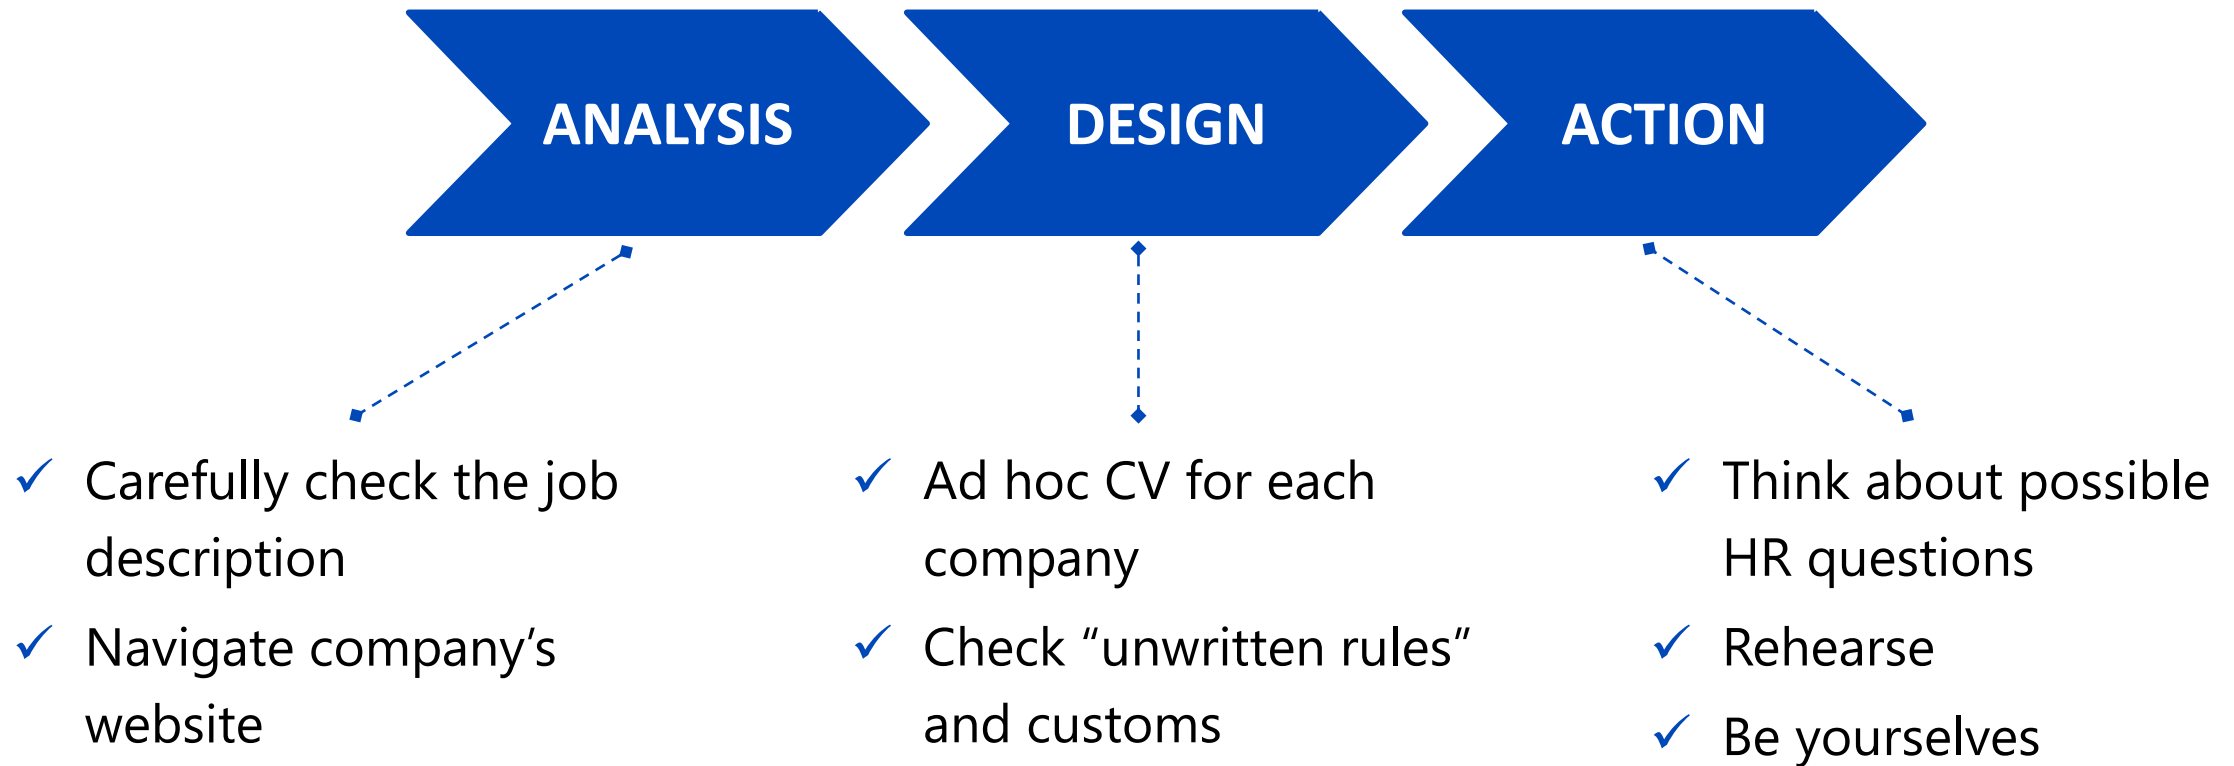 ANALYSIS
DESIGN
ACTION
✓ Carefully check the job
description
✓ Navigate company’s
website
✓ Ad hoc CV for each
company
✓ Check “unwritten rules”
and customs
✓ Think about possible
HR questions
✓ Rehearse
✓ Be yourselves